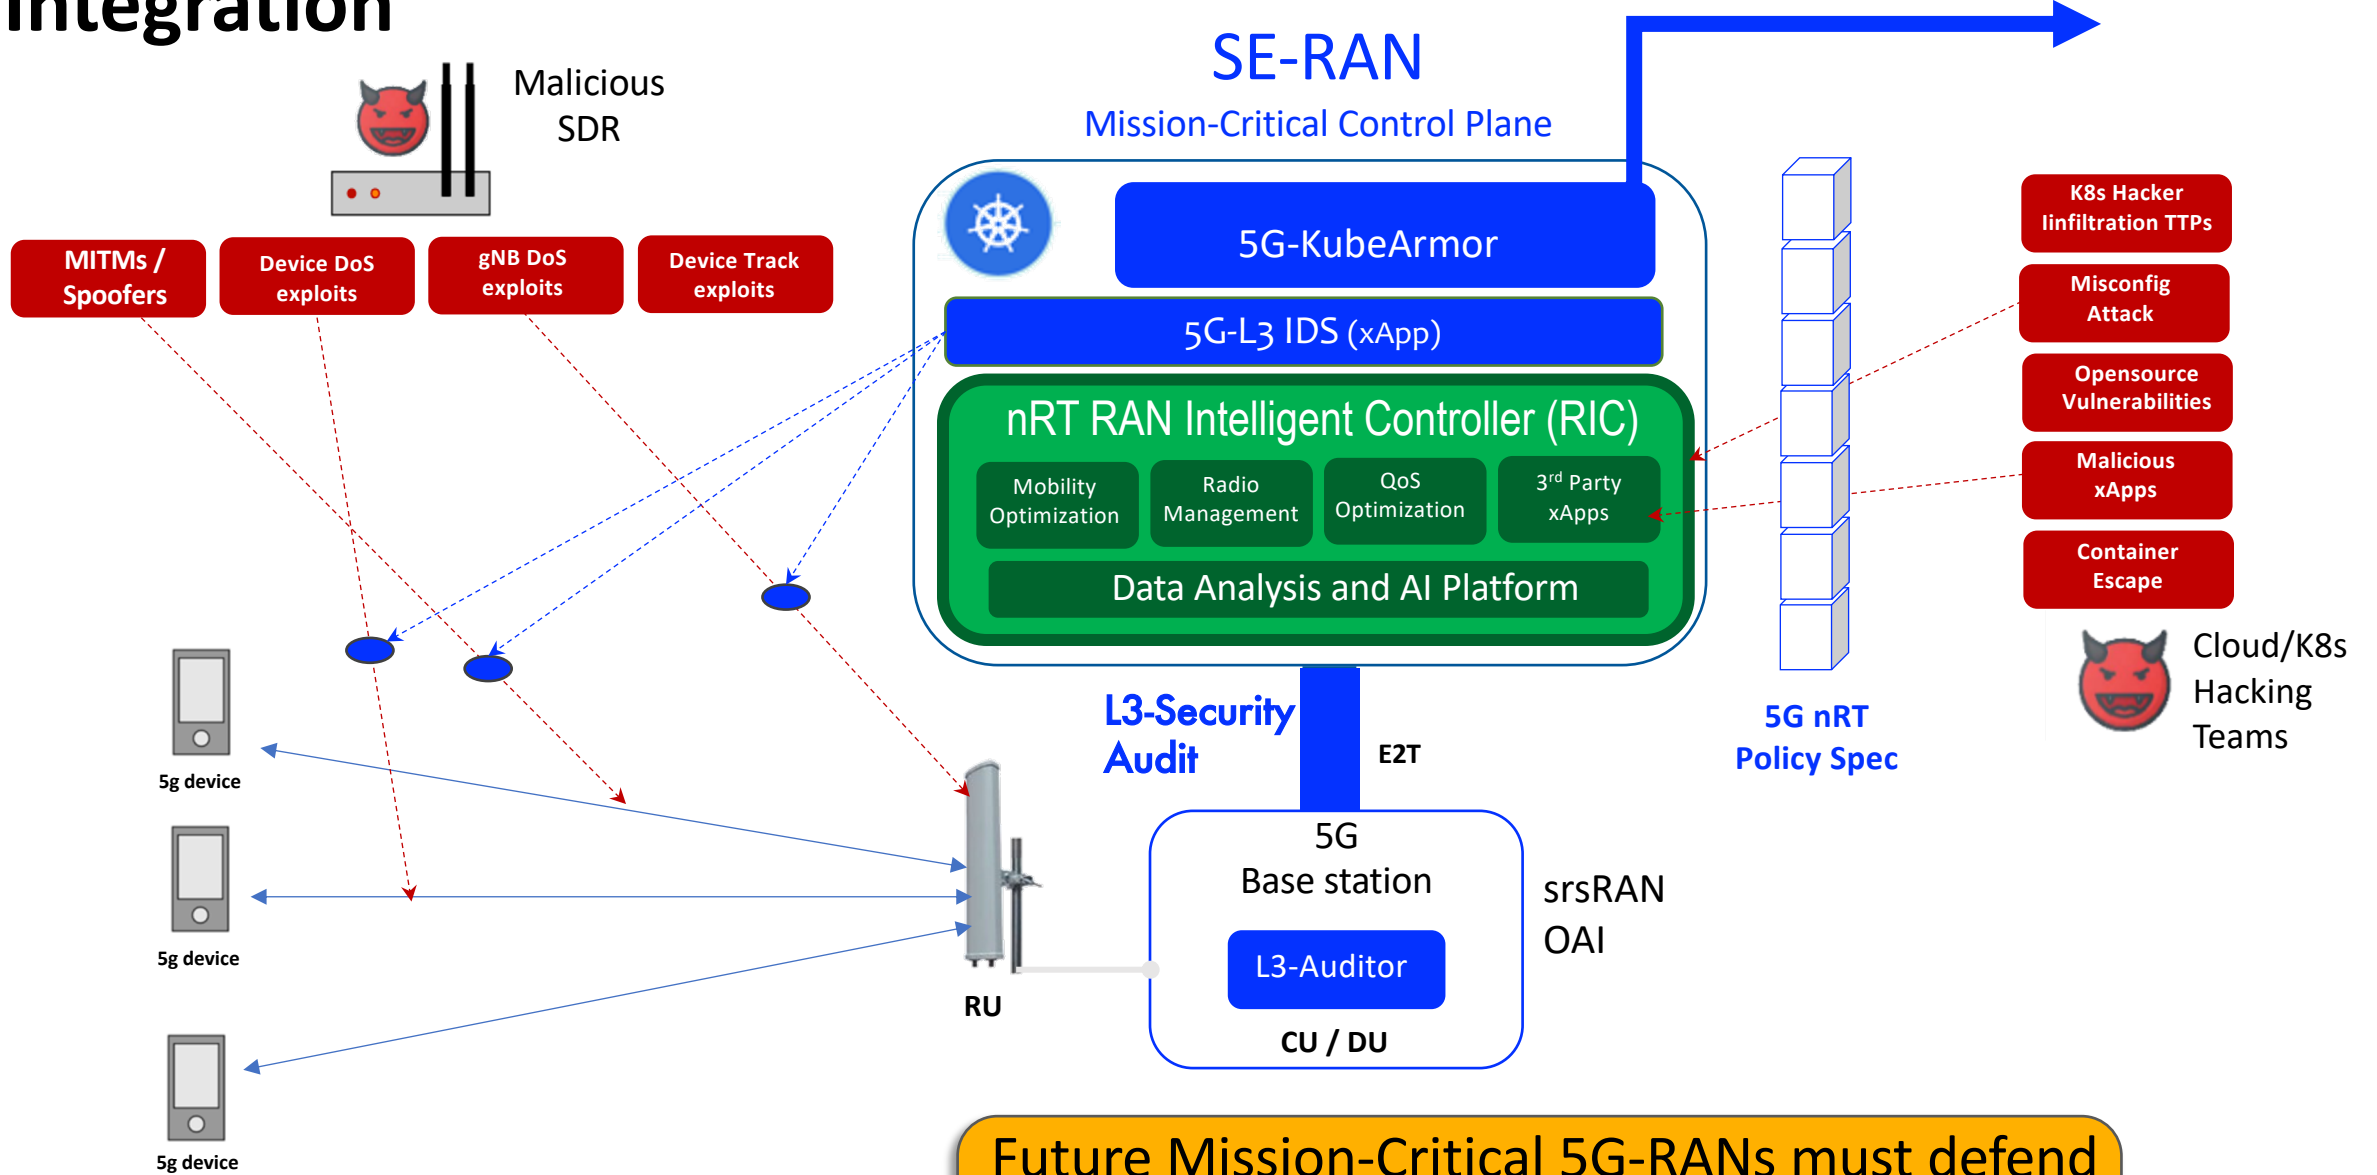 Integration
Malicious
SDR
MITMs /
Spoofers
Device DoS
exploits
gNB DoS
exploits
Device Track
exploits
SE-RAN
Mission-Critical Control Plane
5G-KubeArmor
5G-L3 IDS (xApp)
nRT RAN Intelligent Controller (RIC)
Mobility
Optimization
Radio
Management
QoS
Optimization
3rd Party
xApps
Data Analysis and AI Platform
K8s Hacker
Iinfiltration TTPs
Misconfig
Attack
Opensource
Vulnerabilities
Malicious
xApps
Container
Escape
Cloud/K8s
Hacking
Teams
5G nRT
Policy Spec
L3-Security
Audit
E2T
5G
Base station
L3-Auditor
CU / DU
srsRAN
OAI
RU
5g device
5g device
5g device
Future Mission-Critical 5G-RANs must defend